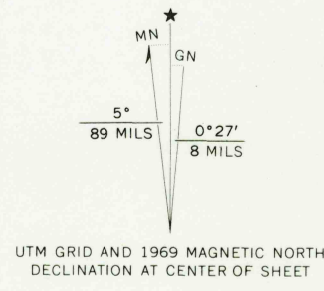 MN
GN
5°
89 MILS
0°27′
8 MILS
UTM GRID AND 1969 MAGNETIC NORTH
DECLINATION AT CENTER OF SHEET